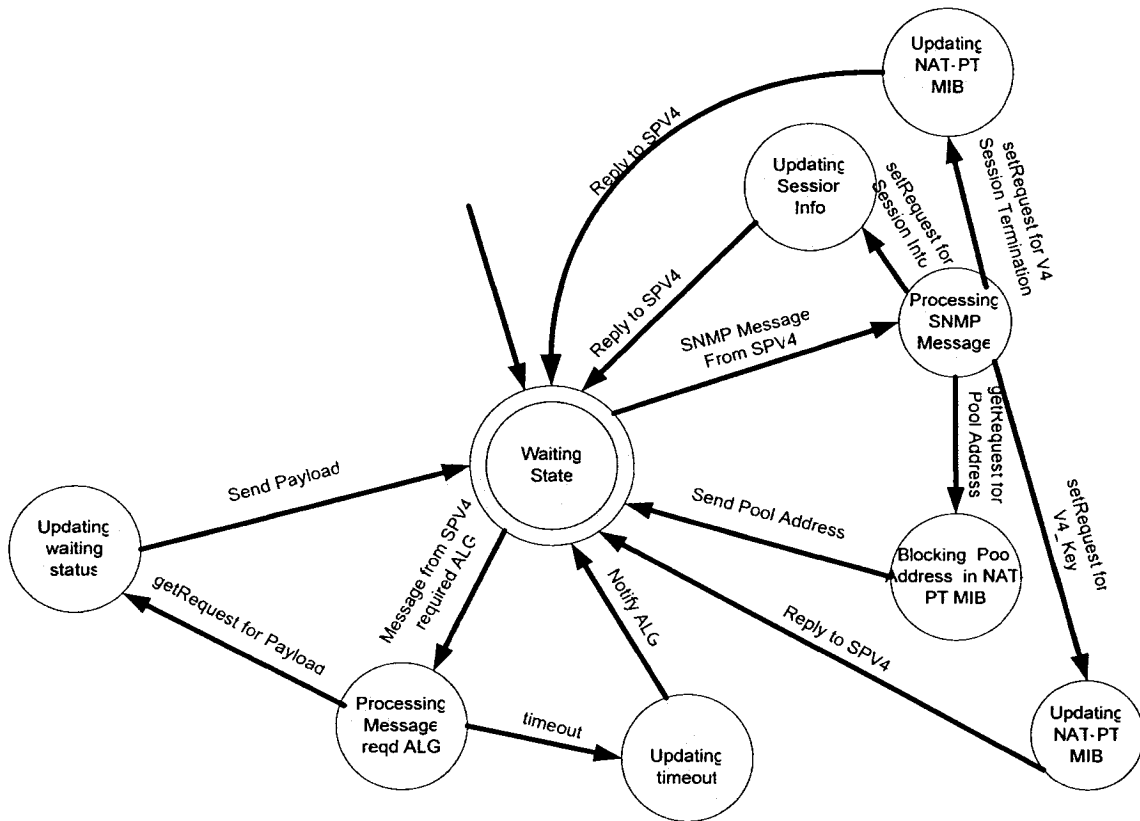 Updating
NAT-PT
MIB
Reply to SPV4
Updating
Session
Info
setRequest for
Session Info
setRequest for V4
Session Termination
Reply to SPV4
SNMP Message
From SPV4
Processing
SNMP
Message
Waiting
State
getRequest for
Pool Address
setRequest for
V4_Key
Send Payload
Updating
waiting
status
Send Pool Address
Blocking Poo
Address in NAT
PT MIB
Message from SPV4
required ALG
Notify ALG
getRequest for Payload
Reply to SPV4
Processing
Message
reqd ALG
timeout
Updating
timeout
Updating
NAT-PT
MIB